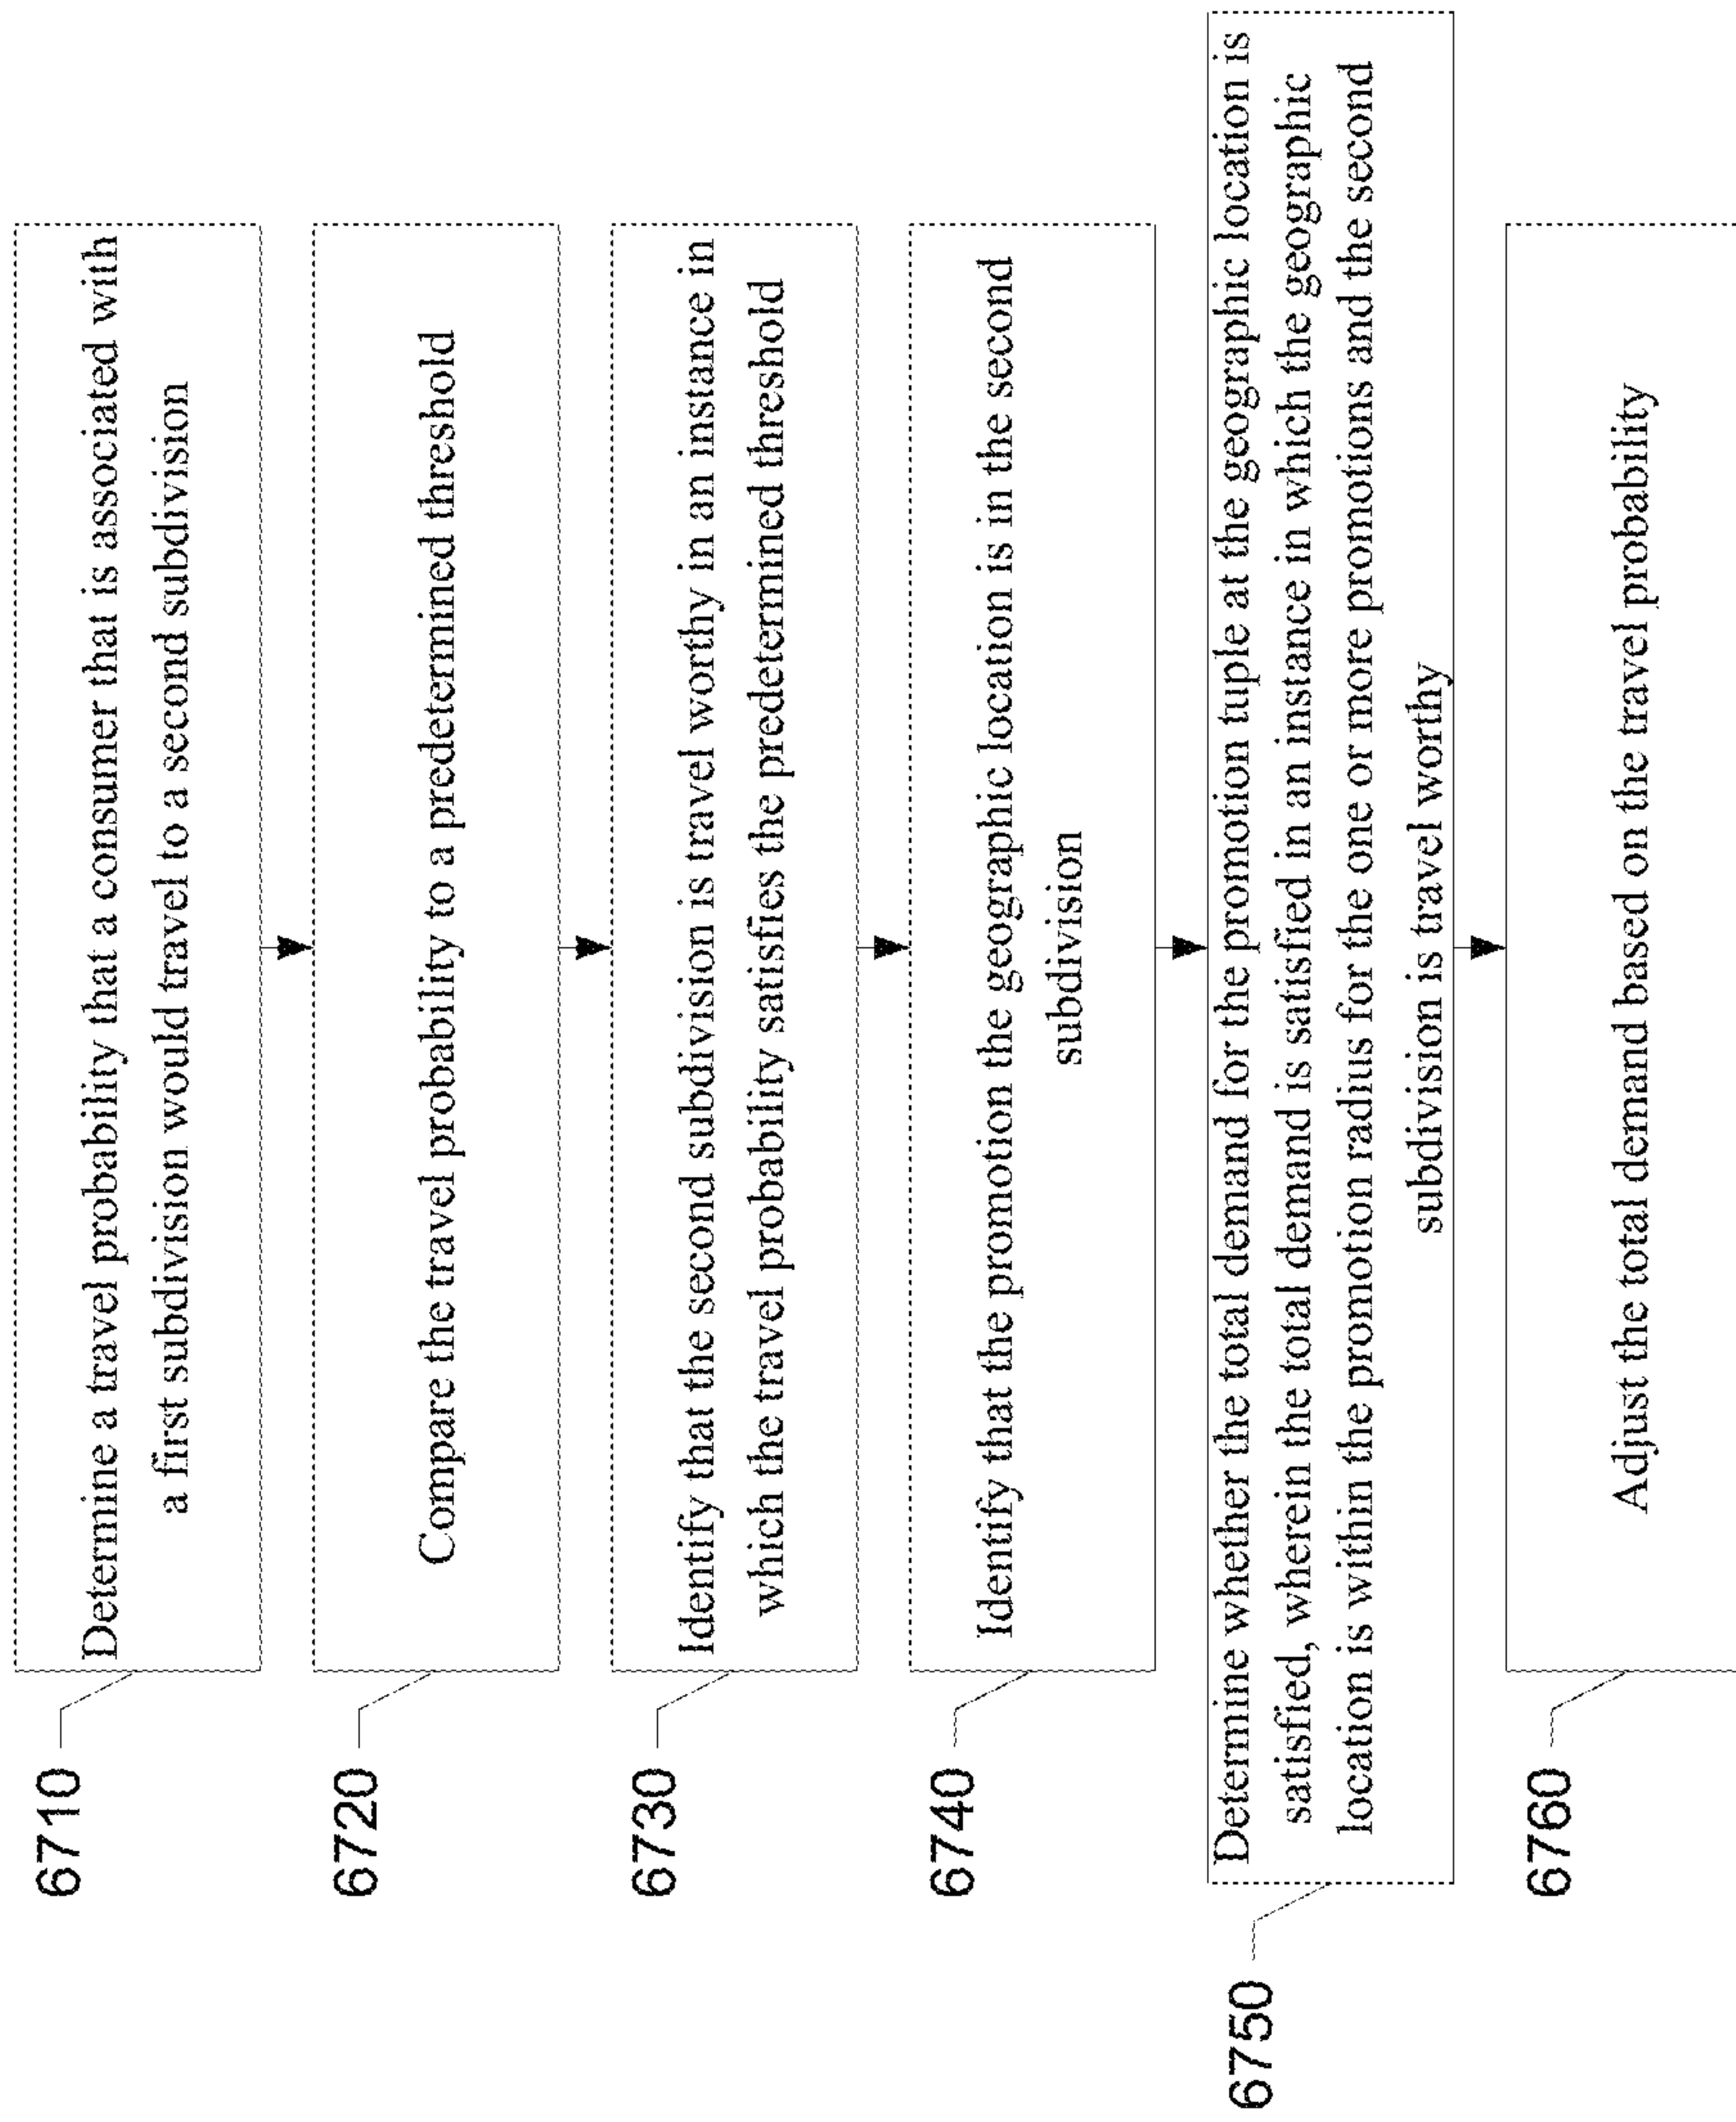 6710
Determine a travel probability that a consumer that is associated with
a first subdivision would travel to a second subdivision
6720
Compare the travel probability to a predetermined threshold
6730
Identify that the second subdivision is travel worthy in an instance in
which the travel probability satisfies the predetermined threshold
6740
Identify that the promotion the geographic location is in the second
subdivision
6750
Determine whether the total demand for the promotion tuple at the geographic location is
satisfied, wherein the total demand is satisfied in an instance in which the geographic
location is within the promotion radius for the one or more promotions and the second
subdivision is travel worthy
6760
Adjust the total demand based on the travel probability